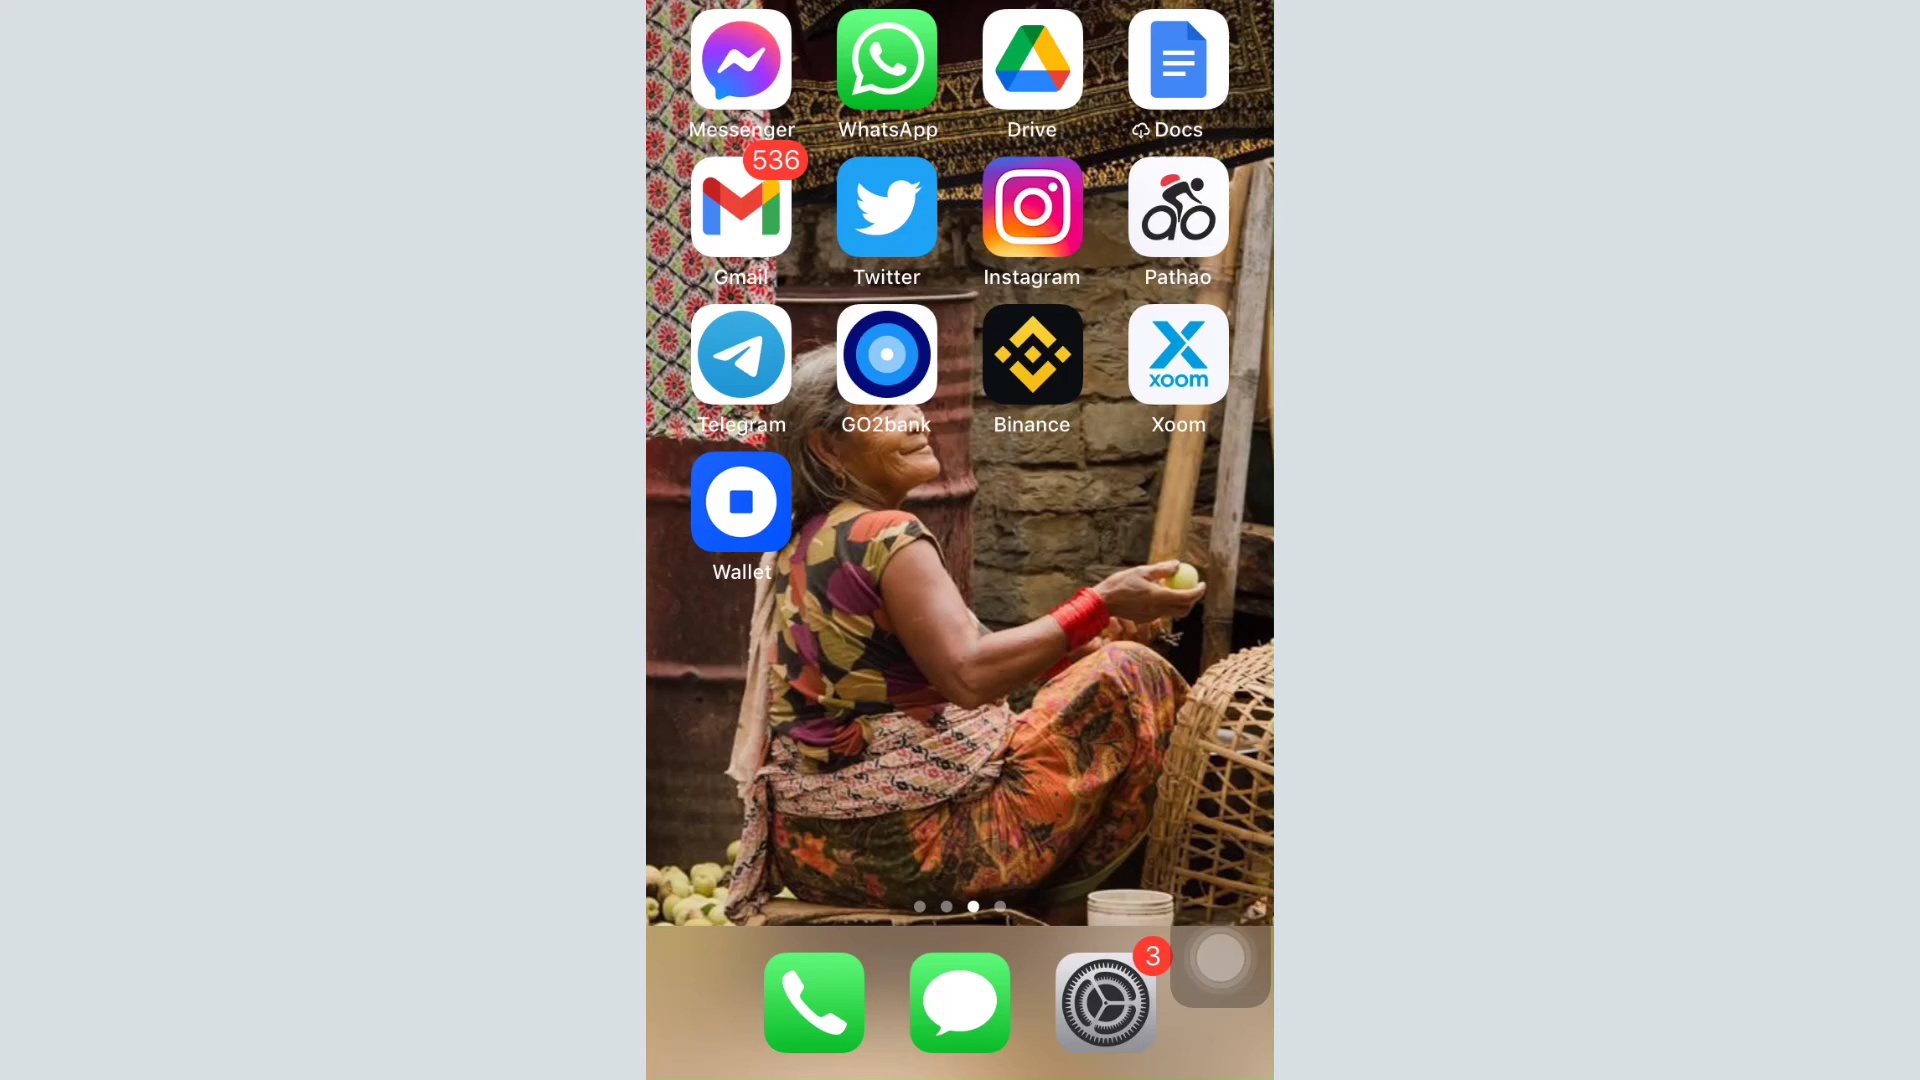 Messenger
WhatsApp
Drive
Docs
536
Gmail
Twitter
Instagram
Pathao
xoom
Telegram
GO2bank
Binance
Xoom
Wallet
3